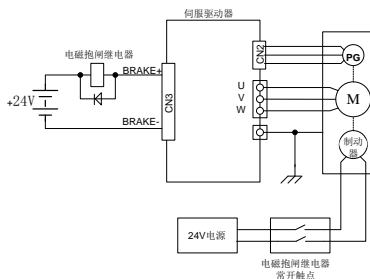 伺服驱动器
电磁抱闸继电器
BRAKE+
+24V
BRAKE-
CN3
CN2
U
V
W
PG
M
制动
器
24V电源
电磁抱闸继电器
常开触点